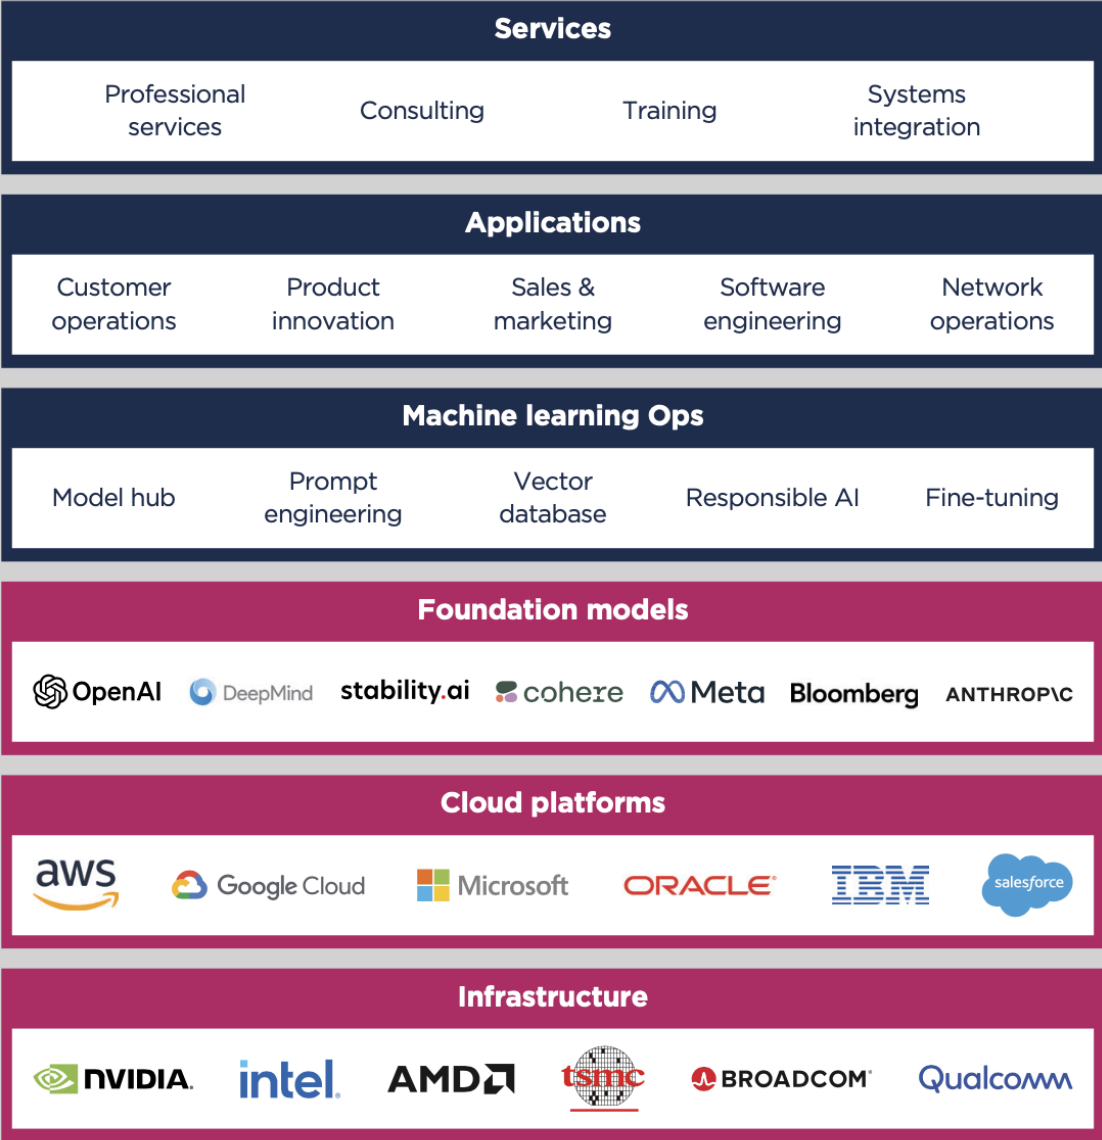 Services
Professional services
Consulting
Training
Systems integration
Applications
Customer operations
Product innovation
Sales & marketing
Software engineering
Network operations
Machine learning Ops
Model hub
Prompt engineering
Vector database
Responsible AI
Fine-tuning
Foundation models
OpenAI
DeepMind
stability.ai
cohere
Meta
Bloomberg
ANTHROP\C
Cloud platforms
aws
Google Cloud
Microsoft
ORACLE®
IBM
salesforce
Infrastructure
NVIDIA.
intel.
AMD
tsmc
BROADCOM®
Qualcomm